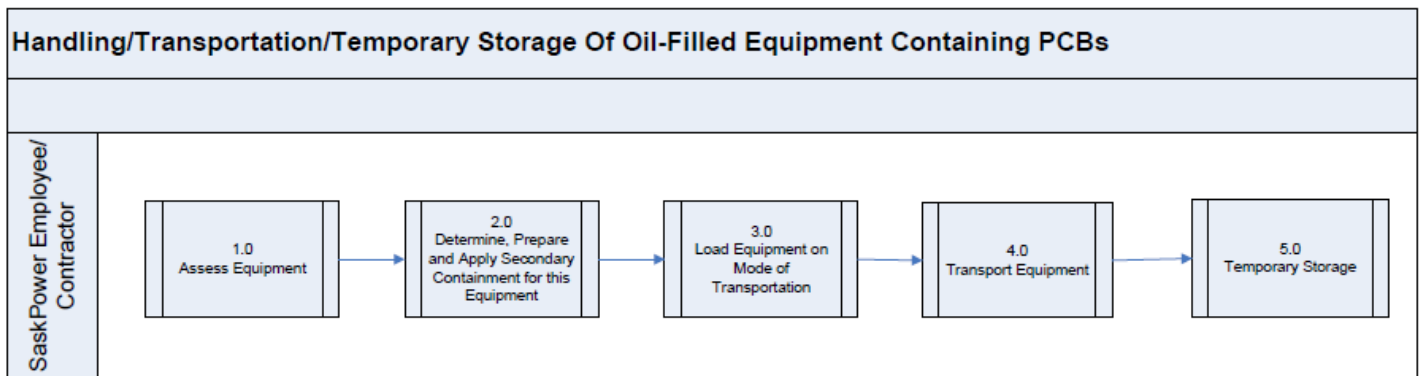 Handling/Transportation/Temporary Storage Of Oil-Filled Equipment Containing PCBs
SaskPower Employee/
Contractor
1.0
Assess Equipment
2.0
Determine, Prepare
and Apply Secondary
Containment for this
Equipment
3.0
Load Equipment on
Mode of
Transportation
4.0
Transport Equipment
5.0
Temporary Storage